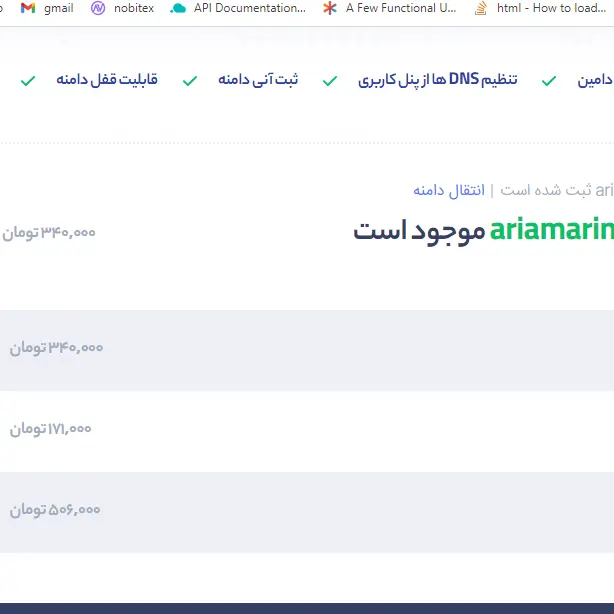 gmail nobitex API Documentation... A Few Functional U... html - How to load...
دامین تنظیم DNS ها از پنل کاربری ثبت آنی دامنه قابلیت قفل دامنه
ari ثبت شده است | انتقال دامنه
ariamarin موجود است
۳۴۰,۰۰۰ تومان
۳۴۰,۰۰۰ تومان
۱۷۱,۰۰۰ تومان
۵۰۶,۰۰۰ تومان